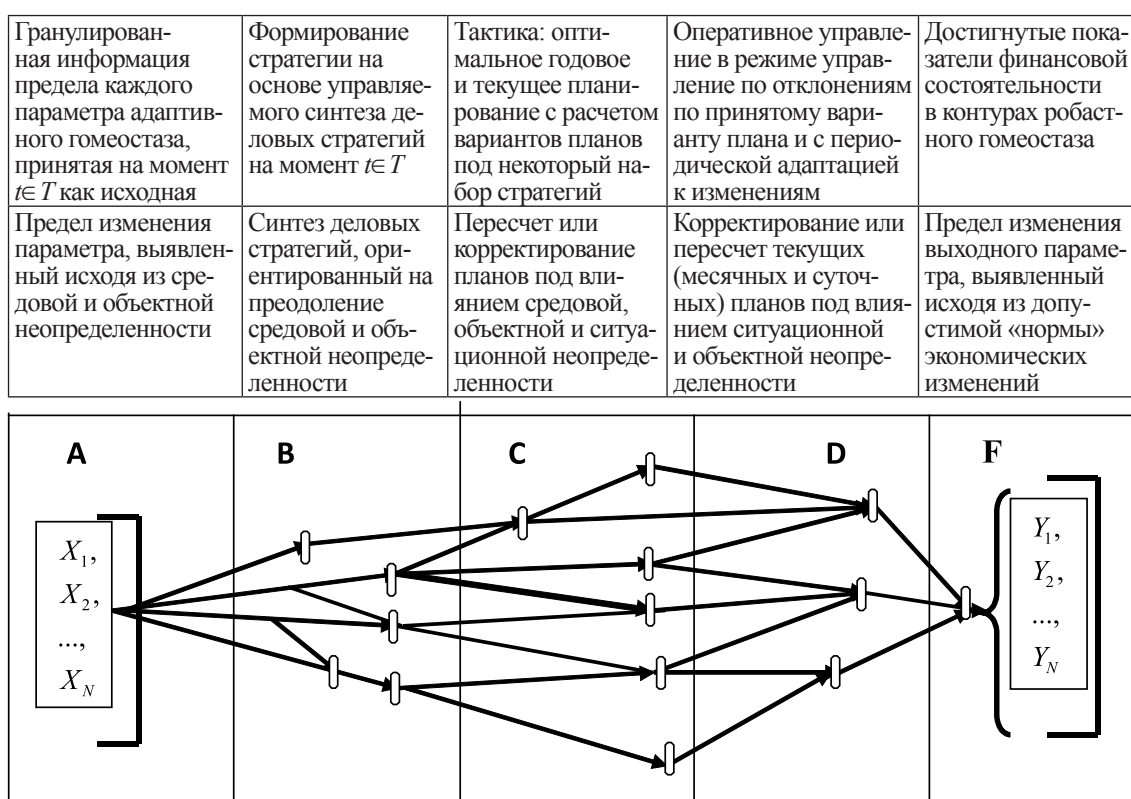 Гранулирован-
ная информация
предела каждого
параметра адаптив-
ного гомеостаза,
принятая на момент
t∈T как исходная
Формирование
стратегии на
основе управляе-
мого синтеза де-
ловых стратегий
на момент t∈T
Тактика: опти-
мальное годовое
и текущее плани-
рование с расчетом
вариантов планов
под некоторый на-
бор стратегий
Оперативное управле-
ние в режиме управ-
ление по отклонениям
по принятому вари-
анту плана и с перио-
дической адаптацией
к изменениям
Достигнутые пока-
затели финансовой
состоятельности
в контурах робаст-
ного гомеостаза
Предел изменения
параметра, выявлен-
ный исходя из сре-
довой и объектной
неопределенности
Синтез деловых
стратегий, ори-
ентированный на
преодоление
средовой и объ-
ектной неопреде-
ленности
Пересчет или
корректирование
планов под вли-
янием средовой,
объектной и ситуа-
ционной неопреде-
ленности
Корректирование или
пересчет текущих
(месячных и суточ-
ных) планов под влия-
нием ситуационной
и объектной неопре-
деленности
Предел изменения
выходного параме-
тра, выявленный
исходя из допу-
стимой «нормы»
экономических
изменений
A
B
C
D
F
X1,
X2,
...,
XN
Y1,
Y2,
...,
YN